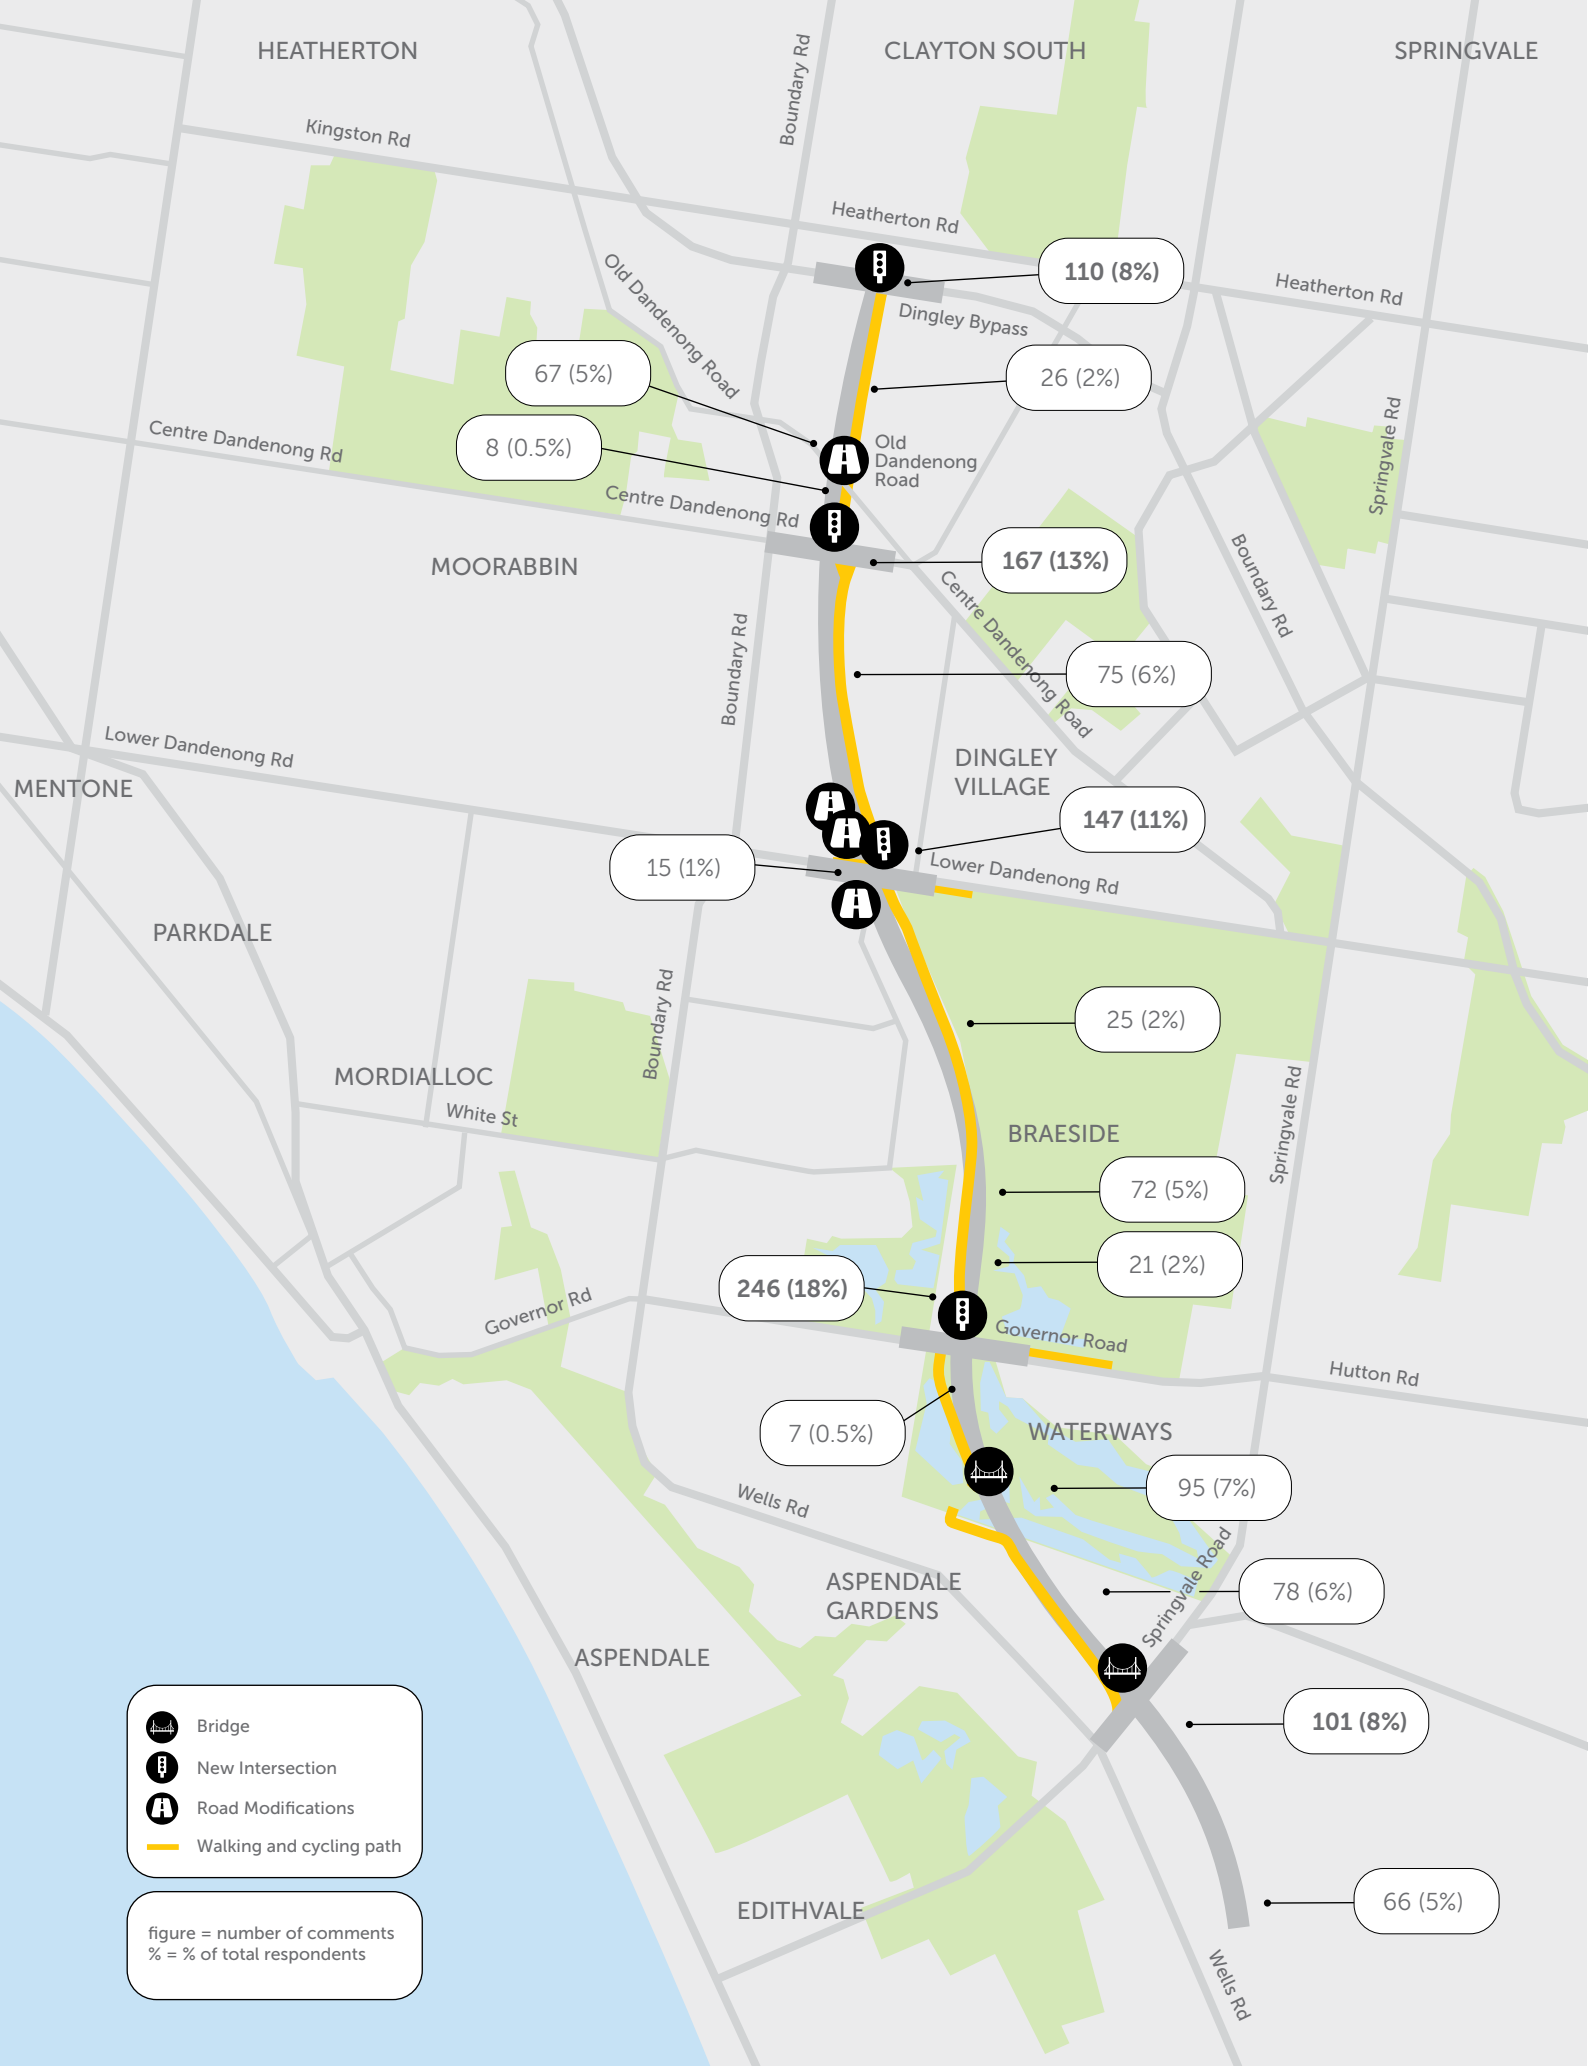 HEATHERTON
CLAYTON SOUTH
SPRINGVALE
Boundary Rd
Kingston Rd
Heatherton Rd
110 (8%)
Heatherton Rd
Old Dandenong Road
Dingley Bypass
67 (5%)
26 (2%)
8 (0.5%)
Centre Dandenong Rd
Old
Dandenong
Road
Springvale Rd
Centre Dandenong Rd
MOORABBIN
167 (13%)
Boundary Rd
Centre Dandenong Road
Boundary Rd
75 (6%)
Lower Dandenong Rd
MENTONE
DINGLEY
VILLAGE
147 (11%)
15 (1%)
Lower Dandenong Rd
PARKDALE
Boundary Rd
25 (2%)
MORDIALLOC
White St
BRAESIDE
Springvale Rd
72 (5%)
21 (2%)
246 (18%)
Governor Rd
Governor Road
Hutton Rd
7 (0.5%)
WATERWAYS
95 (7%)
Wells Rd
ASPENDALE
GARDENS
Springvale Road
78 (6%)
ASPENDALE
101 (8%)
Bridge
New Intersection
Road Modifications
Walking and cycling path
66 (5%)
EDITHVALE
figure = number of comments
% = % of total respondents
Wells Rd